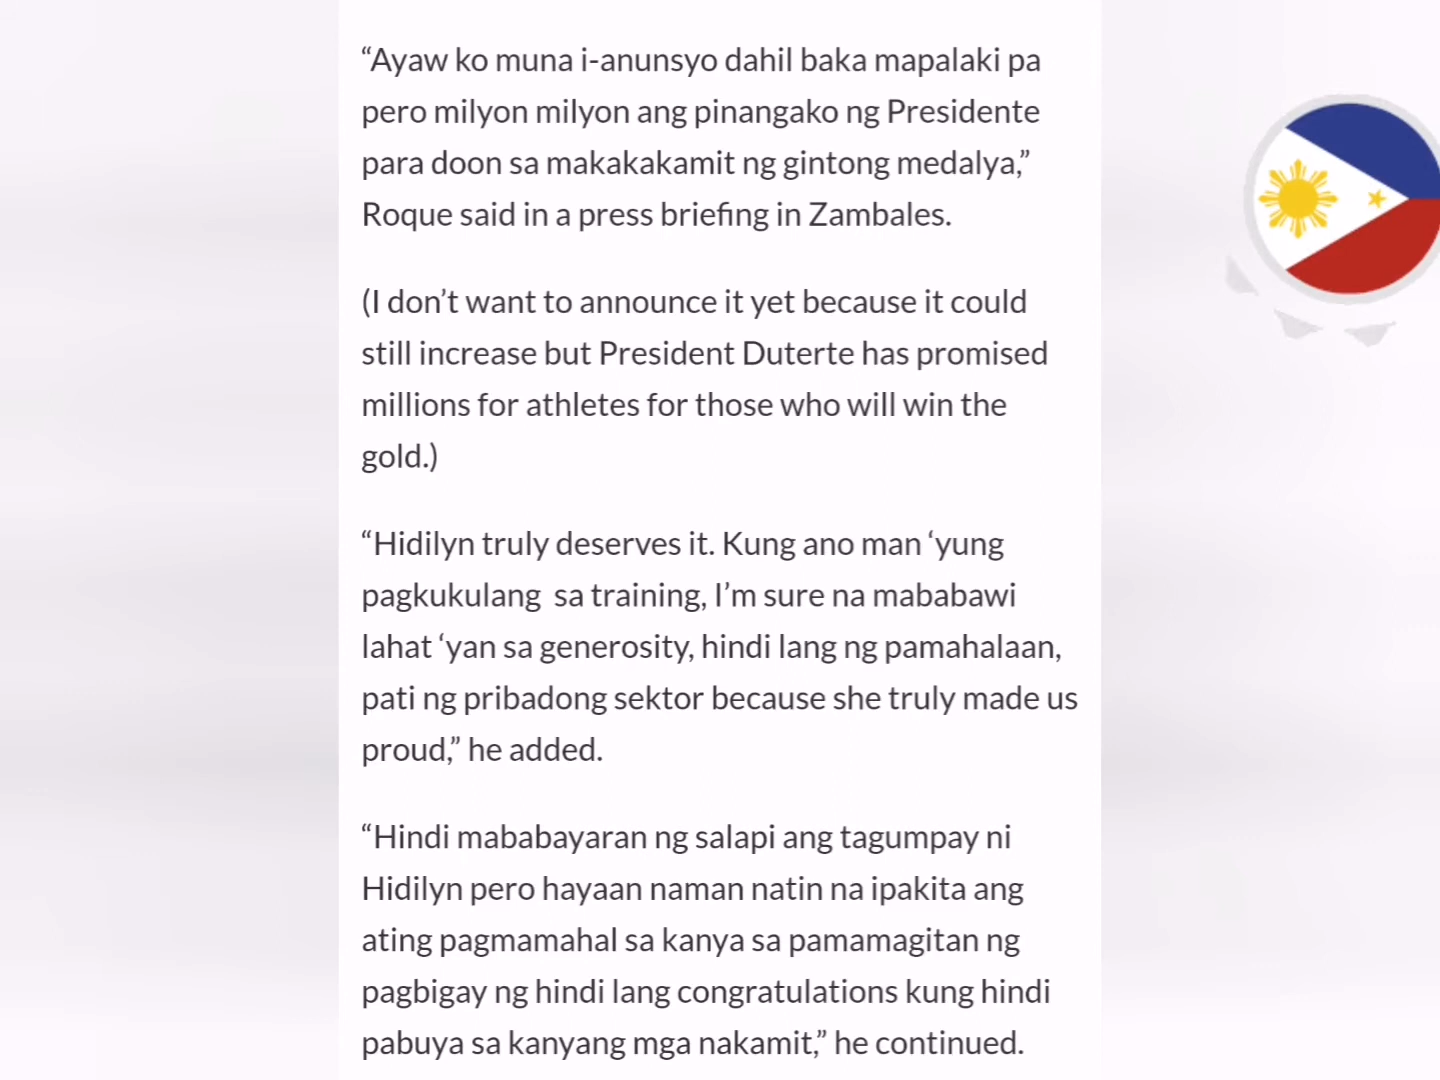 “Ayaw ko muna i-anunsyo dahil baka mapalaki pa
pero milyon milyon ang pinangako ng Presidente
para doon sa makakakamit ng gintong medalya,”
Roque said in a press briefing in Zambales.
(I don’t want to announce it yet because it could
still increase but President Duterte has promised
millions for athletes for those who will win the
gold.)
“Hidilyn truly deserves it. Kung ano man ‘yung
pagkukulang  sa training, I’m sure na mababawi
lahat ‘yan sa generosity, hindi lang ng pamahalaan,
pati ng pribadong sektor because she truly made us
proud,” he added.
“Hindi mababayaran ng salapi ang tagumpay ni
Hidilyn pero hayaan naman natin na ipakita ang
ating pagmamahal sa kanya sa pamamagitan ng
pagbigay ng hindi lang congratulations kung hindi
pabuya sa kanyang mga nakamit,” he continued.